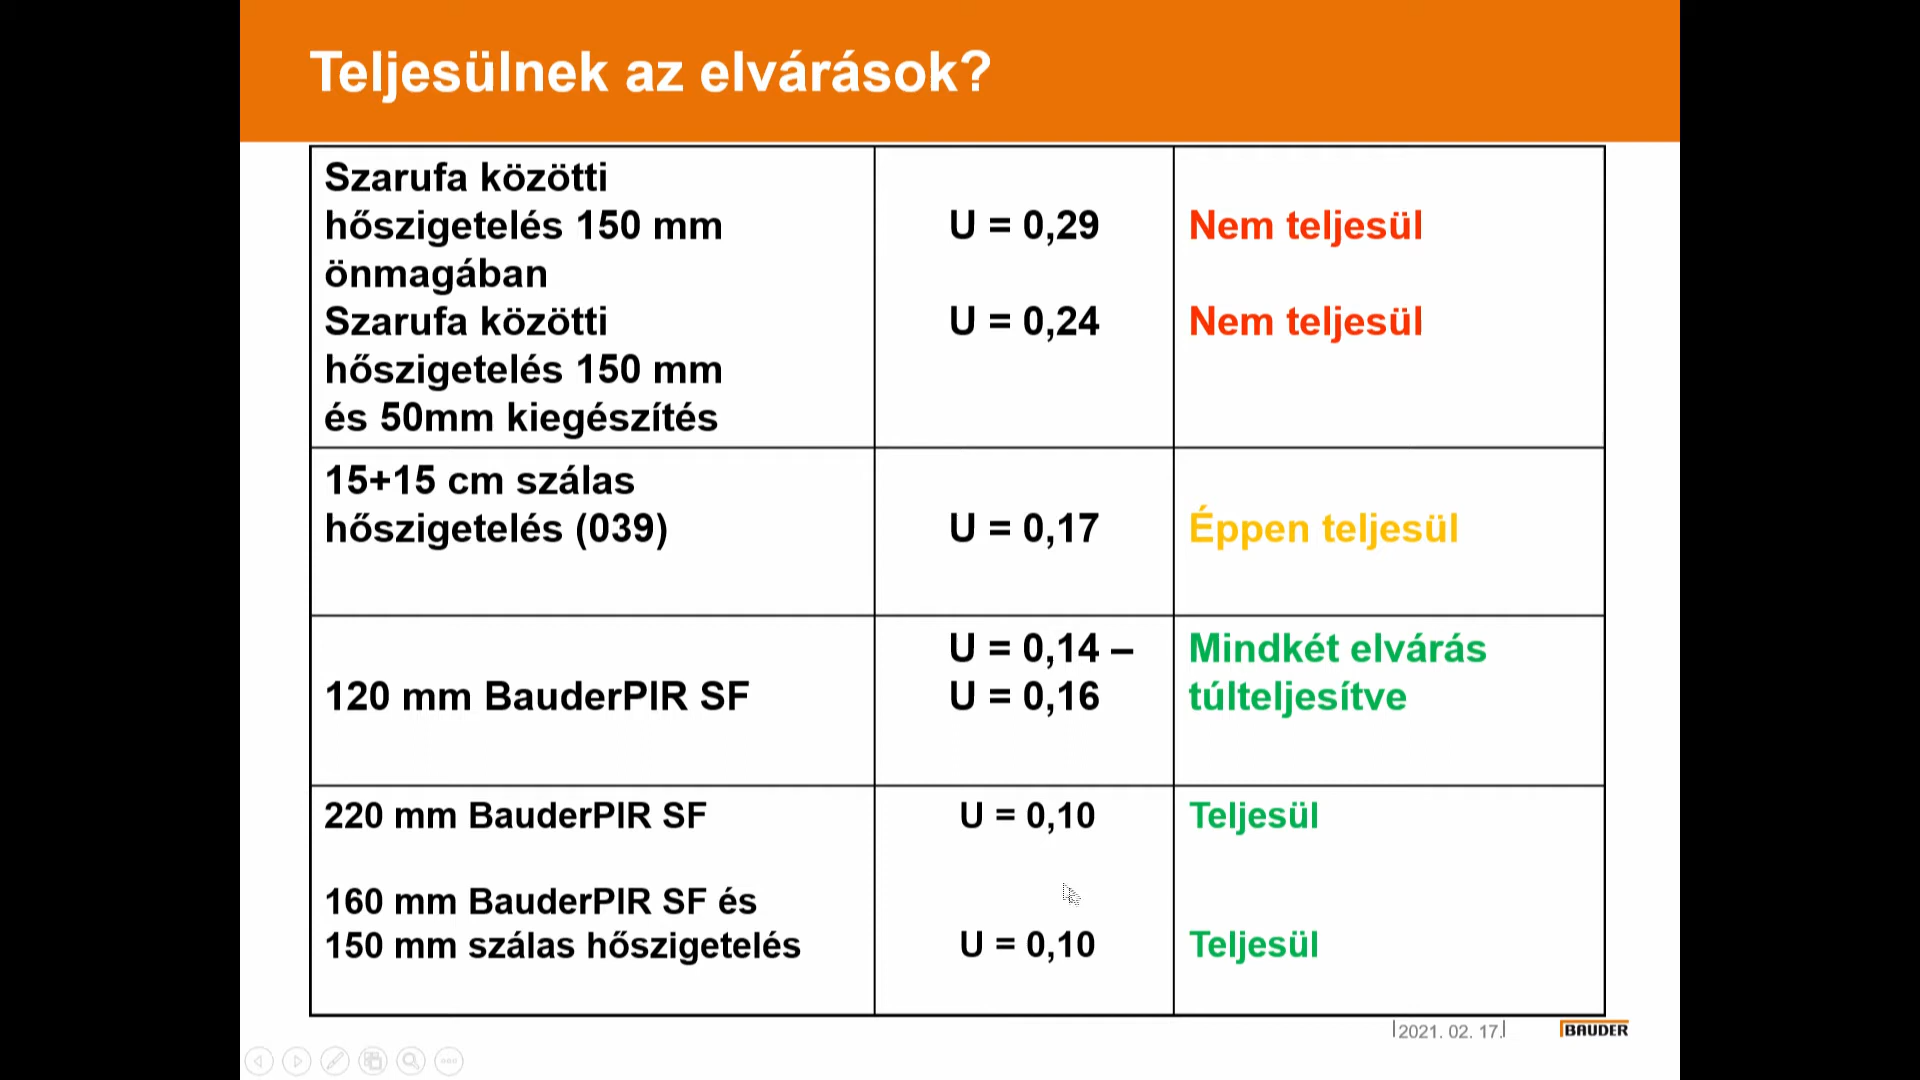 Teljesülnek az elvárások?
Szarufa közötti
hőszigetelés 150 mm
önmagában
U = 0,29
Nem teljesül
Szarufa közötti
hőszigetelés 150 mm
és 50mm kiegészítés
U = 0,24
Nem teljesül
15+15 cm szálas
hőszigetelés (039)
U = 0,17
Éppen teljesül
120 mm BauderPIR SF
U = 0,14 –
U = 0,16
Mindkét elvárás
túlteljesítve
220 mm BauderPIR SF
U = 0,10
Teljesül
160 mm BauderPIR SF és
150 mm szálas hőszigetelés
U = 0,10
Teljesül
2021. 02. 17.
BAUDER